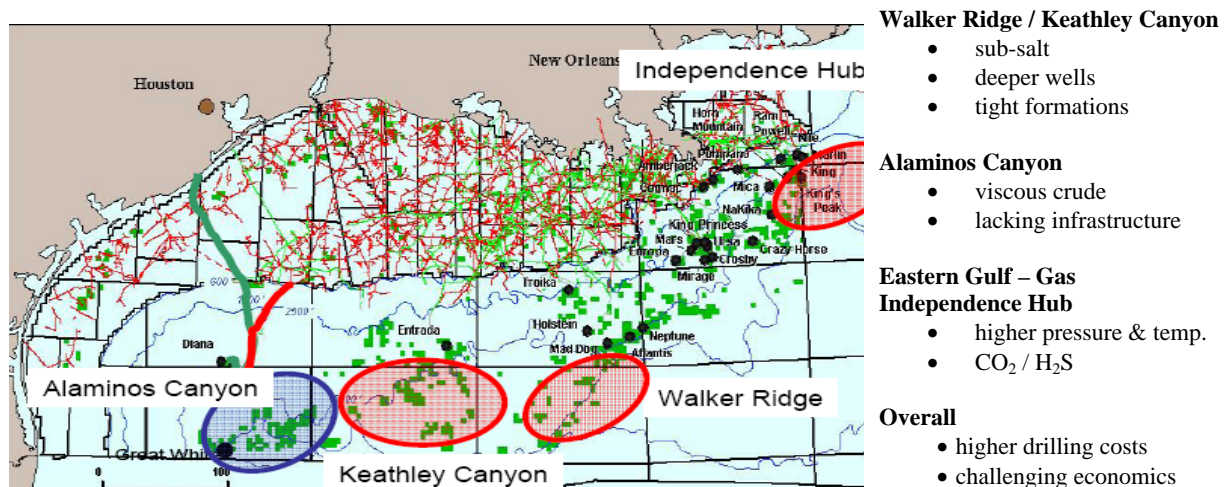 New Orleans
Independence Hub
Houston
Horn
Mountain
Ram
Powell
Nile
Pompano
Marlin
Amberjack
King
Cognac
Mica
King's
Peak
NaKika
King Princess
Mars
Ursa
Crazy Horse
Crosby
Mirage
Troika
Entrada
Holstein
Neptune
Mad Dog
Atlantis
Diana
Alaminos Canyon
Walker Ridge
Keathley Canyon
0
100
Walker Ridge / Keathley Canyon
• sub-salt
• deeper wells
• tight formations
Alaminos Canyon
• viscous crude
• lacking infrastructure
Eastern Gulf – Gas
Independence Hub
• higher pressure & temp.
• CO₂ / H₂S
Overall
• higher drilling costs
• challenging economics